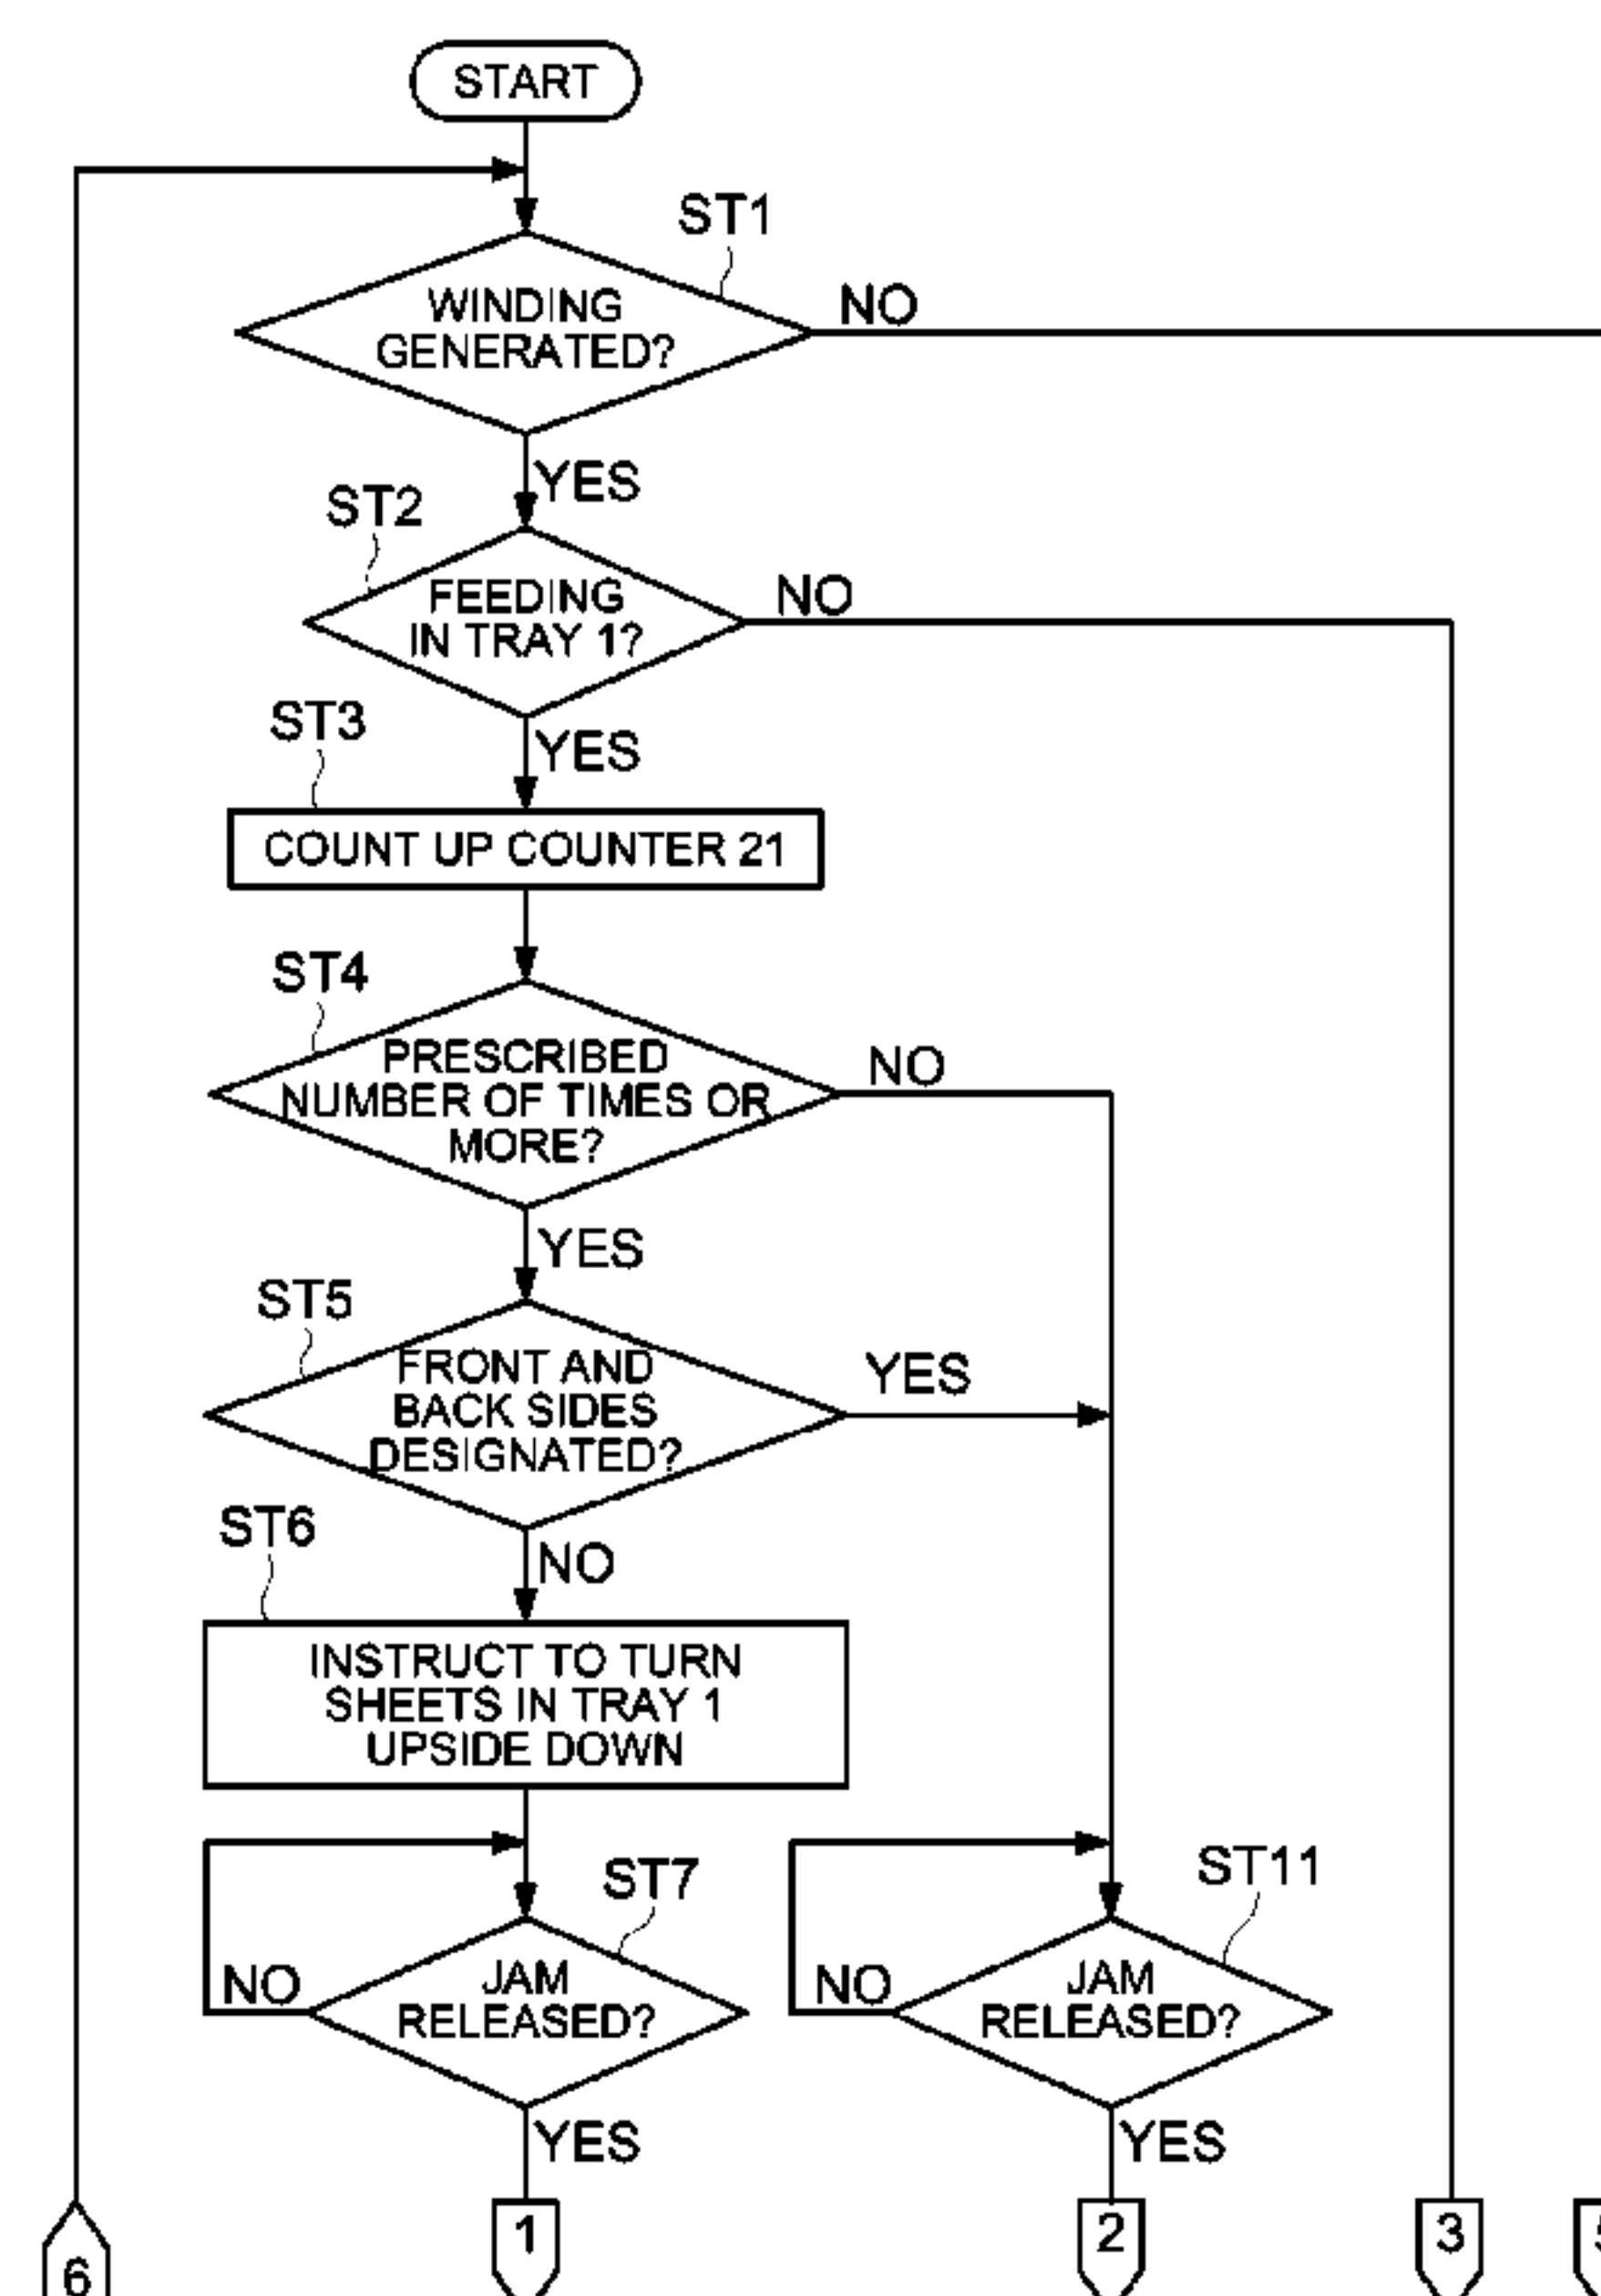 START
ST1
WINDING
GENERATED?
NO
YES
ST2
FEEDING
IN TRAY 1?
NO
YES
ST3
COUNT UP COUNTER 21
ST4
PRESCRIBED
NUMBER OF TIMES OR
MORE?
NO
YES
ST5
FRONT AND
BACK SIDES
DESIGNATED?
YES
NO
ST6
INSTRUCT TO TURN
SHEETS IN TRAY 1
UPSIDE DOWN
ST7
JAM
RELEASED?
NO
YES
ST11
JAM
RELEASED?
NO
YES
6
1
2
3